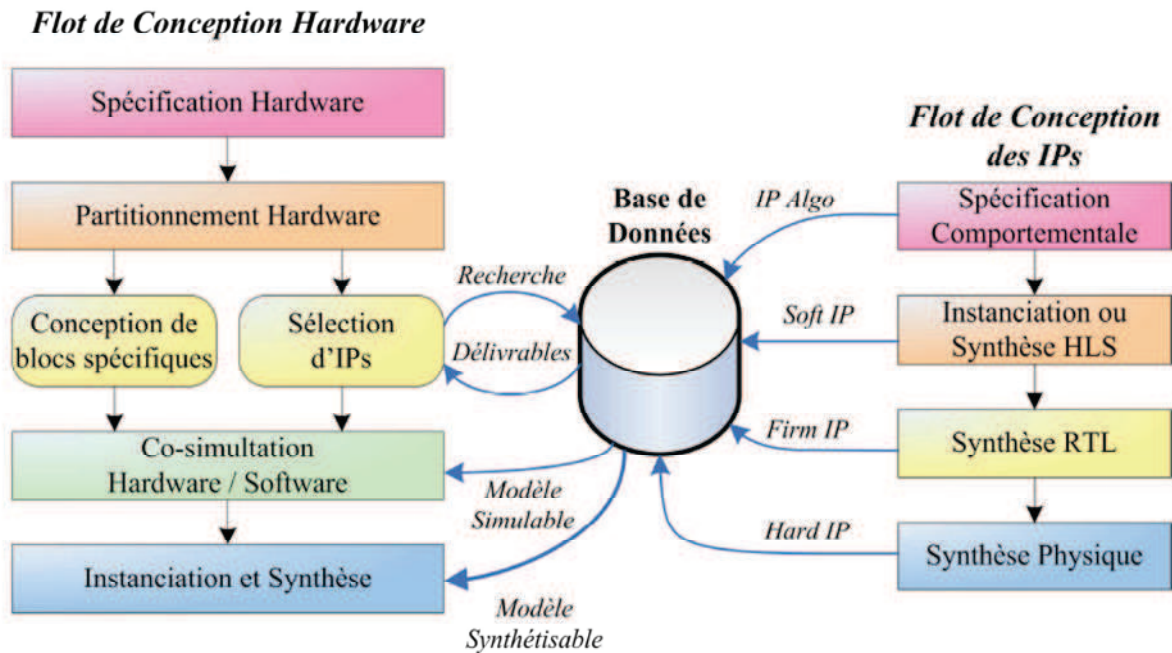 Flot de Conception Hardware
Spécification Hardware
Partitionnement Hardware
Conception de
blocs spécifiques
Sélection
d'IPs
Co-simultation
Hardware / Software
Instanciation et Synthèse
Recherche
Délivrables
Modèle
Simulable
Modèle
Synthétisable
Base de
Données
IP Algo
Soft IP
Firm IP
Hard IP
Flot de Conception
des IPs
Spécification
Comportementale
Instanciation ou
Synthèse HLS
Synthèse RTL
Synthèse Physique